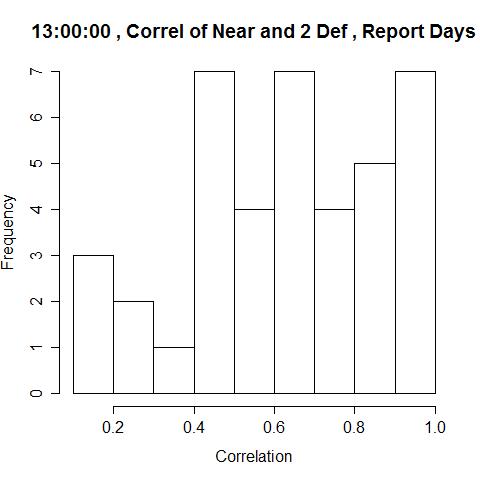 13:00:00 , Correl of Near and 2 Def , Report Days
Frequency
7
6
5
4
3
2
1
0
0.2 0.4 0.6 0.8 1.0
Correlation